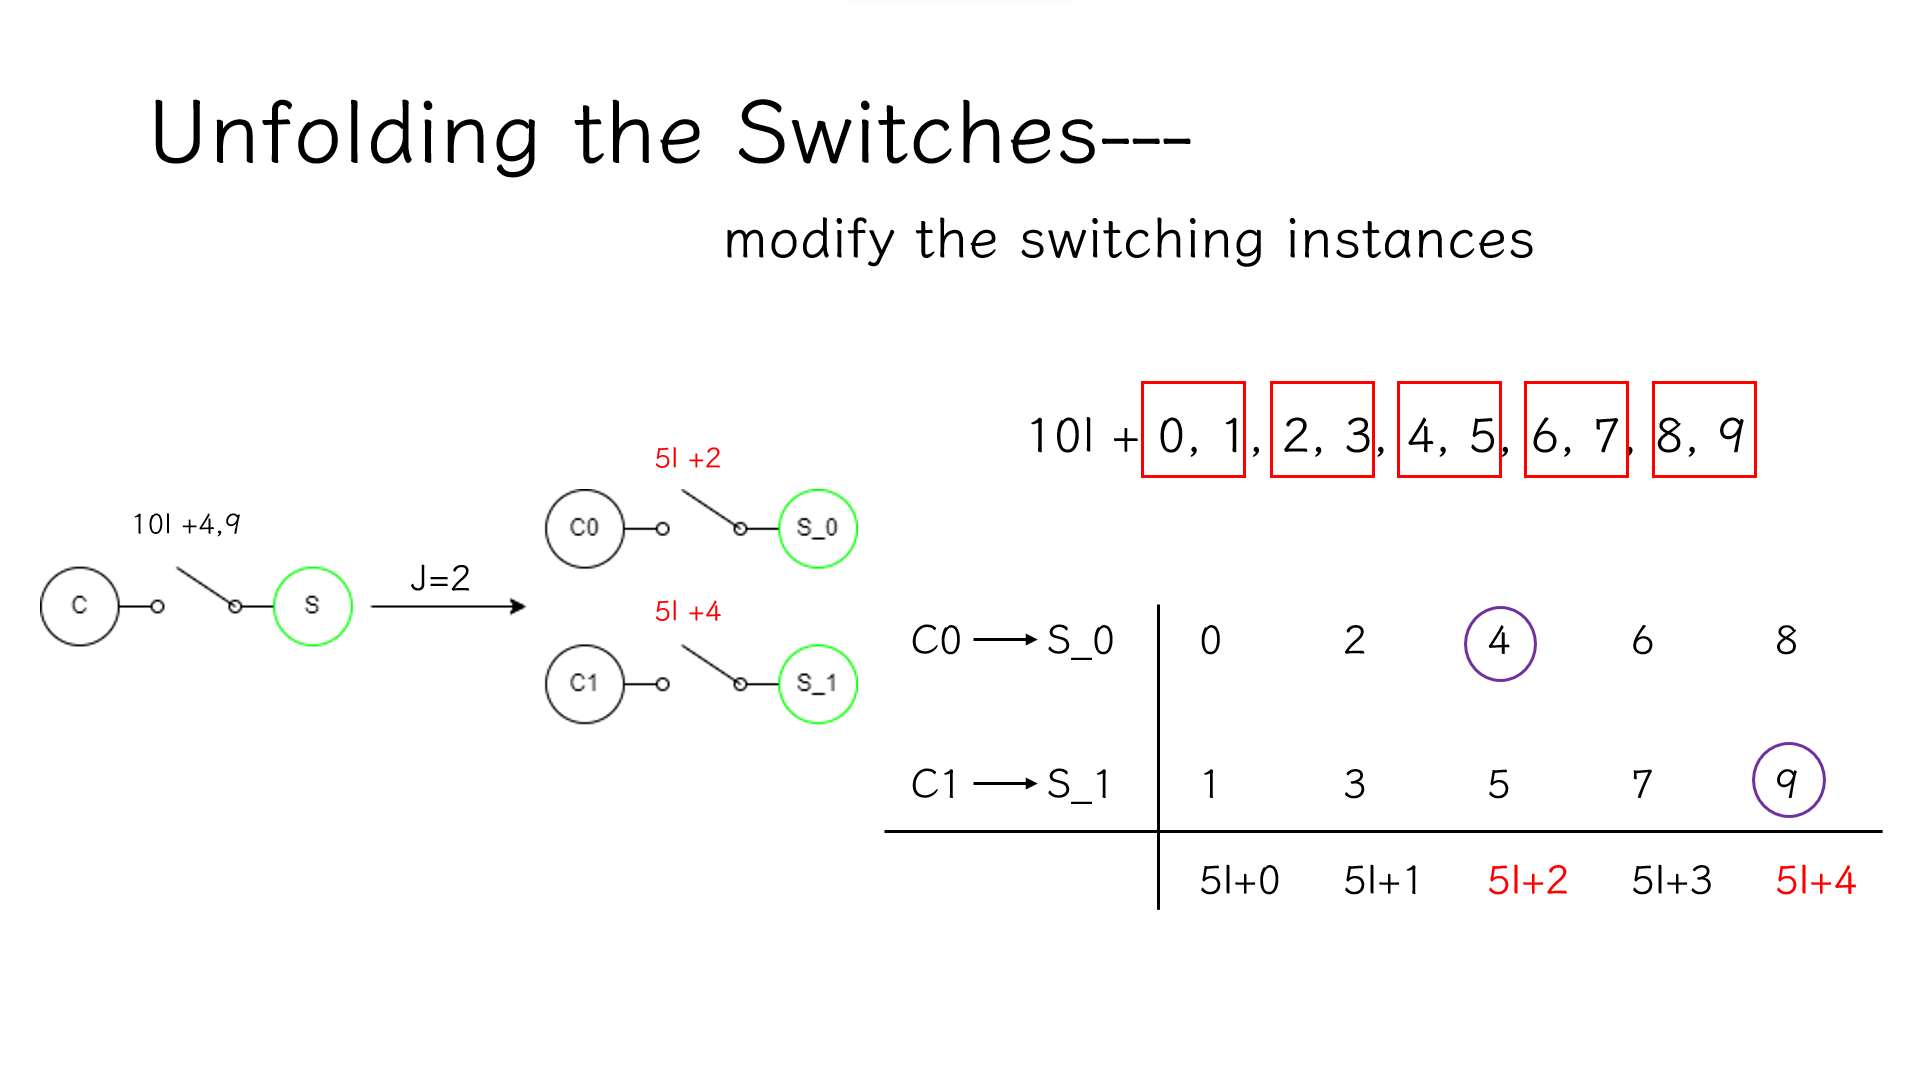 Unfolding the Switches---
modify the switching instances
10l + 0, 1, 2, 3, 4, 5, 6, 7, 8, 9
10l +4,9
C
S
J=2
5l +2
C0
S_0
5l +4
C1
S_1
C0 S_0 0 2 4 6 8
C1 S_1 1 3 5 7 9
5l+0 5l+1 5l+2 5l+3 5l+4